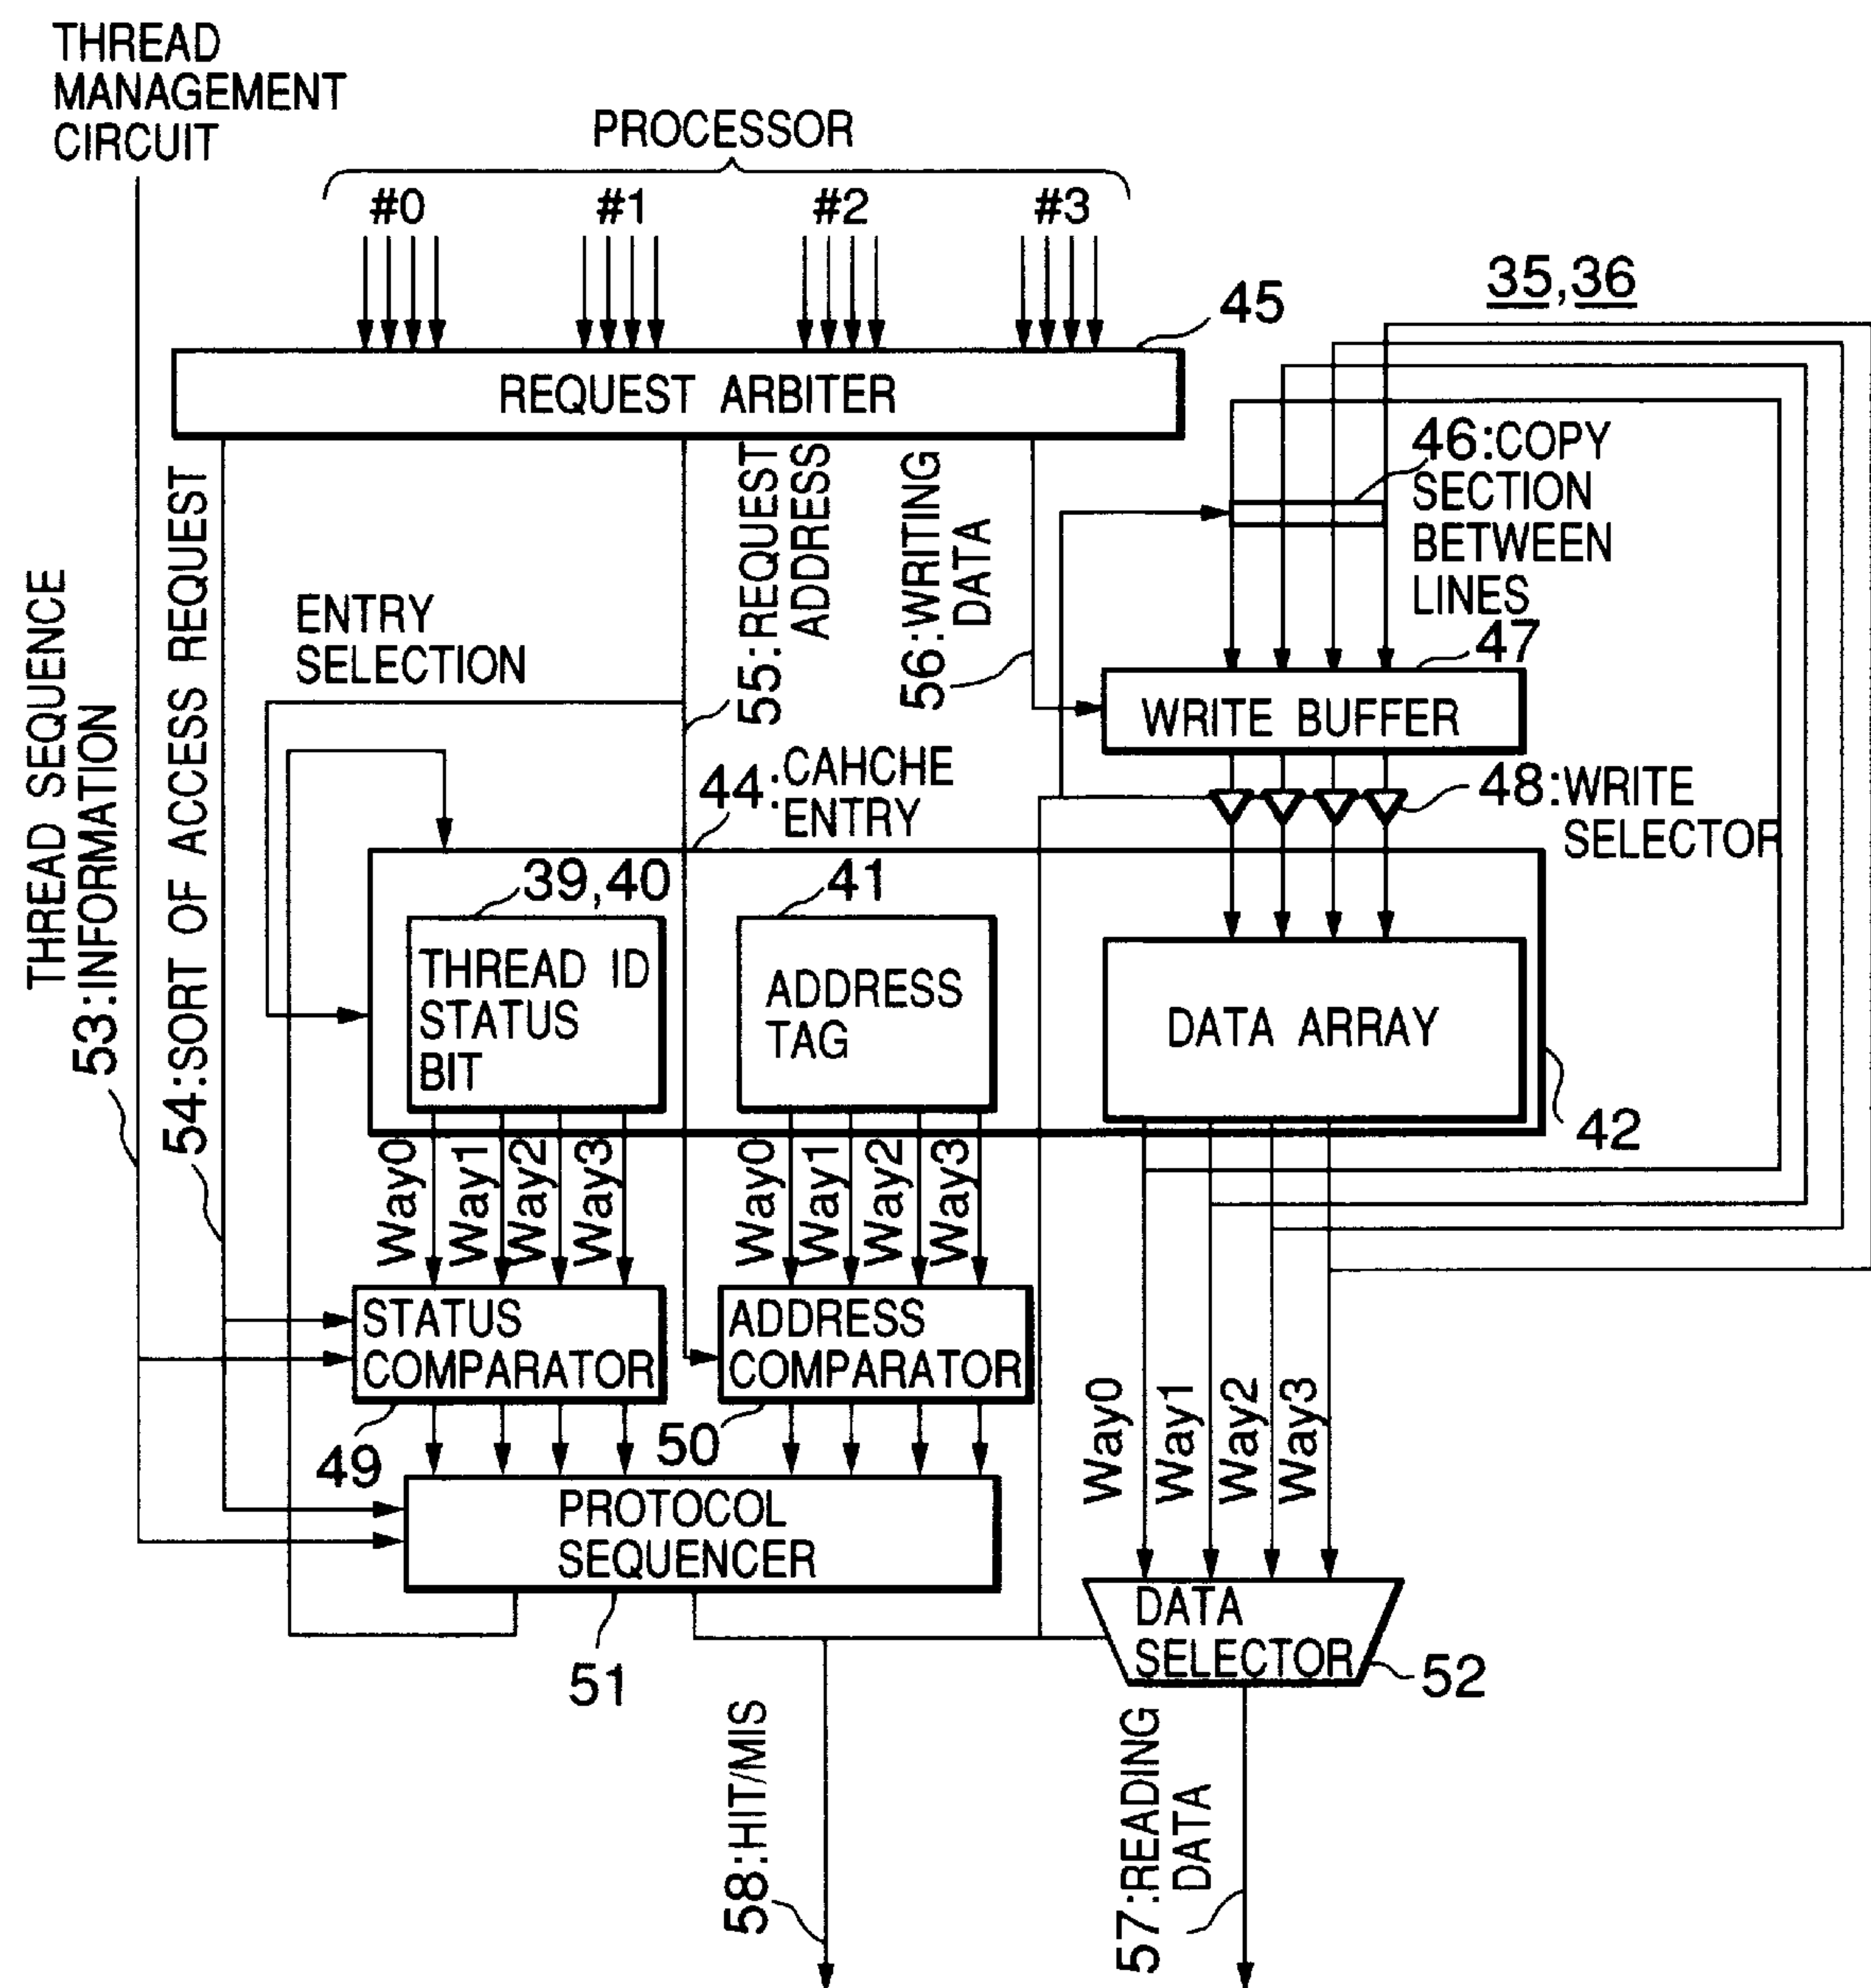 THREAD
MANAGEMENT
CIRCUIT
PROCESSOR
#0
#1
#2
#3
35,36
45
REQUEST ARBITER
46:COPY
SECTION
BETWEEN
LINES
53:THREAD SEQUENCE
INFORMATION
54:SORT OF ACCESS REQUEST
55:REQUEST
ADDRESS
56:WRITING
DATA
ENTRY
SELECTION
47
WRITE BUFFER
44:CAHCHE
ENTRY
48:WRITE
SELECTOR
39,40
41
THREAD ID
STATUS
BIT
ADDRESS
TAG
DATA ARRAY
42
Way0
Way1
Way2
Way3
Way0
Way1
Way2
Way3
STATUS
COMPARATOR
ADDRESS
COMPARATOR
49
50
Way0
Way1
Way2
Way3
PROTOCOL
SEQUENCER
51
DATA
SELECTOR
52
58:HIT/MIS
57:READING
DATA